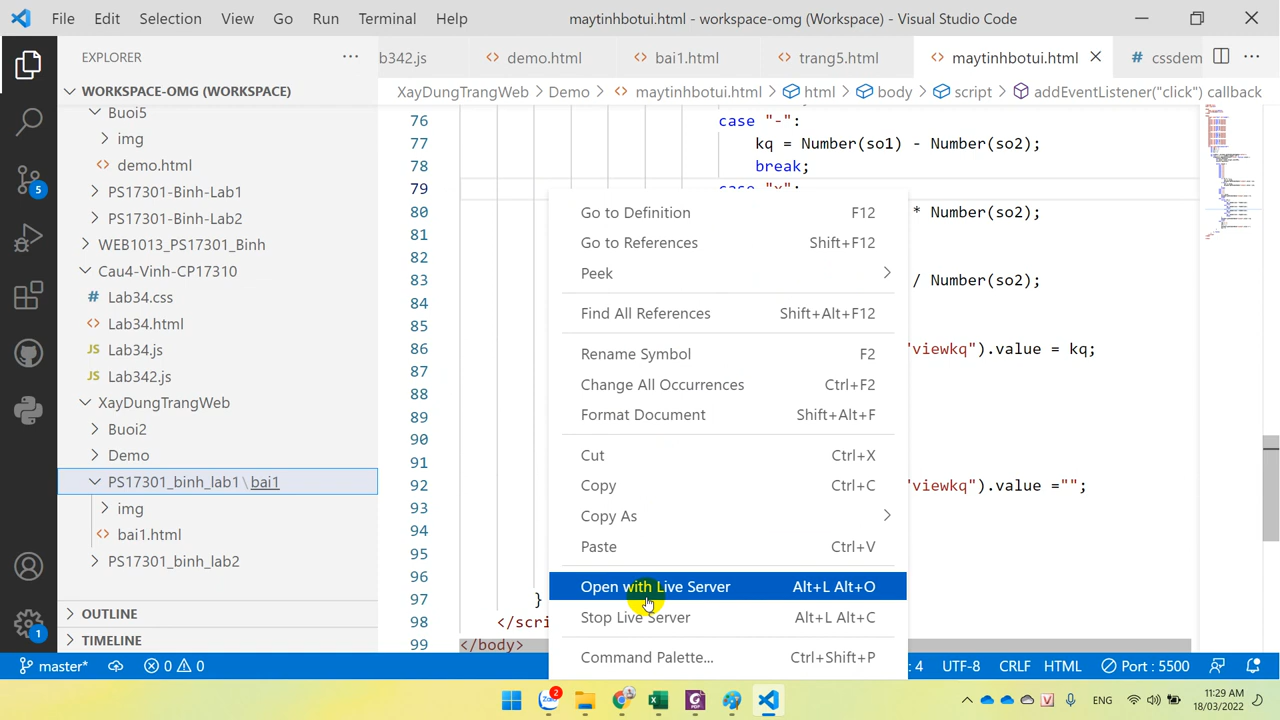 File Edit Selection View Go Run Terminal Help maytinhbotui.html - workspace-omg (Workspace) - Visual Studio Code
EXPLORER
b342.js demo.html bai1.html trang5.html maytinhbotui.html # cssdem
WORKSPACE-OMG (WORKSPACE)
XayDungTrangWeb > Demo > maytinhbotui.html > html > body > script > addEventListener("click") callback
Buoi5
img
demo.html
PS17301-Binh-Lab1
PS17301-Binh-Lab2
WEB1013_PS17301_Binh
Cau4-Vinh-CP17310
# Lab34.css
Lab34.html
JS Lab34.js
JS Lab342.js
XayDungTrangWeb
Buoi2
Demo
PS17301_binh_lab1\bai1
img
bai1.html
PS17301_binh_lab2
OUTLINE
TIMELINE
5
1
76 case "-":
77 kq = Number(so1) - Number(so2);
78 break;
79 case "x":
80 * Number(so2);
81
82
83 / Number(so2);
84
85
86 "viewkq").value = kq;
87
88
89
90
91
92 "viewkq").value ="";
93
94
95
96
97 }
98 </scri
99 </body>
Go to Definition F12
Go to References Shift+F12
Peek
Find All References Shift+Alt+F12
Rename Symbol F2
Change All Occurrences Ctrl+F2
Format Document Shift+Alt+F
Cut Ctrl+X
Copy Ctrl+C
Copy As
Paste Ctrl+V
Open with Live Server Alt+L Alt+O
Stop Live Server Alt+L Alt+C
Command Palette... Ctrl+Shift+P
master* 0 0 : 4 UTF-8 CRLF HTML Port : 5500
2
ENG
11:29 AM
18/03/2022